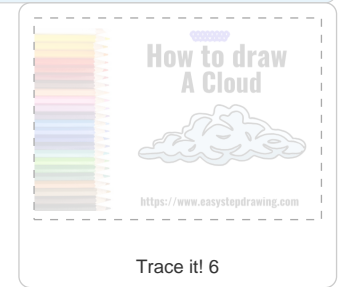 How to draw
A Cloud
https://www.easystepdrawing.com
Trace it! 6